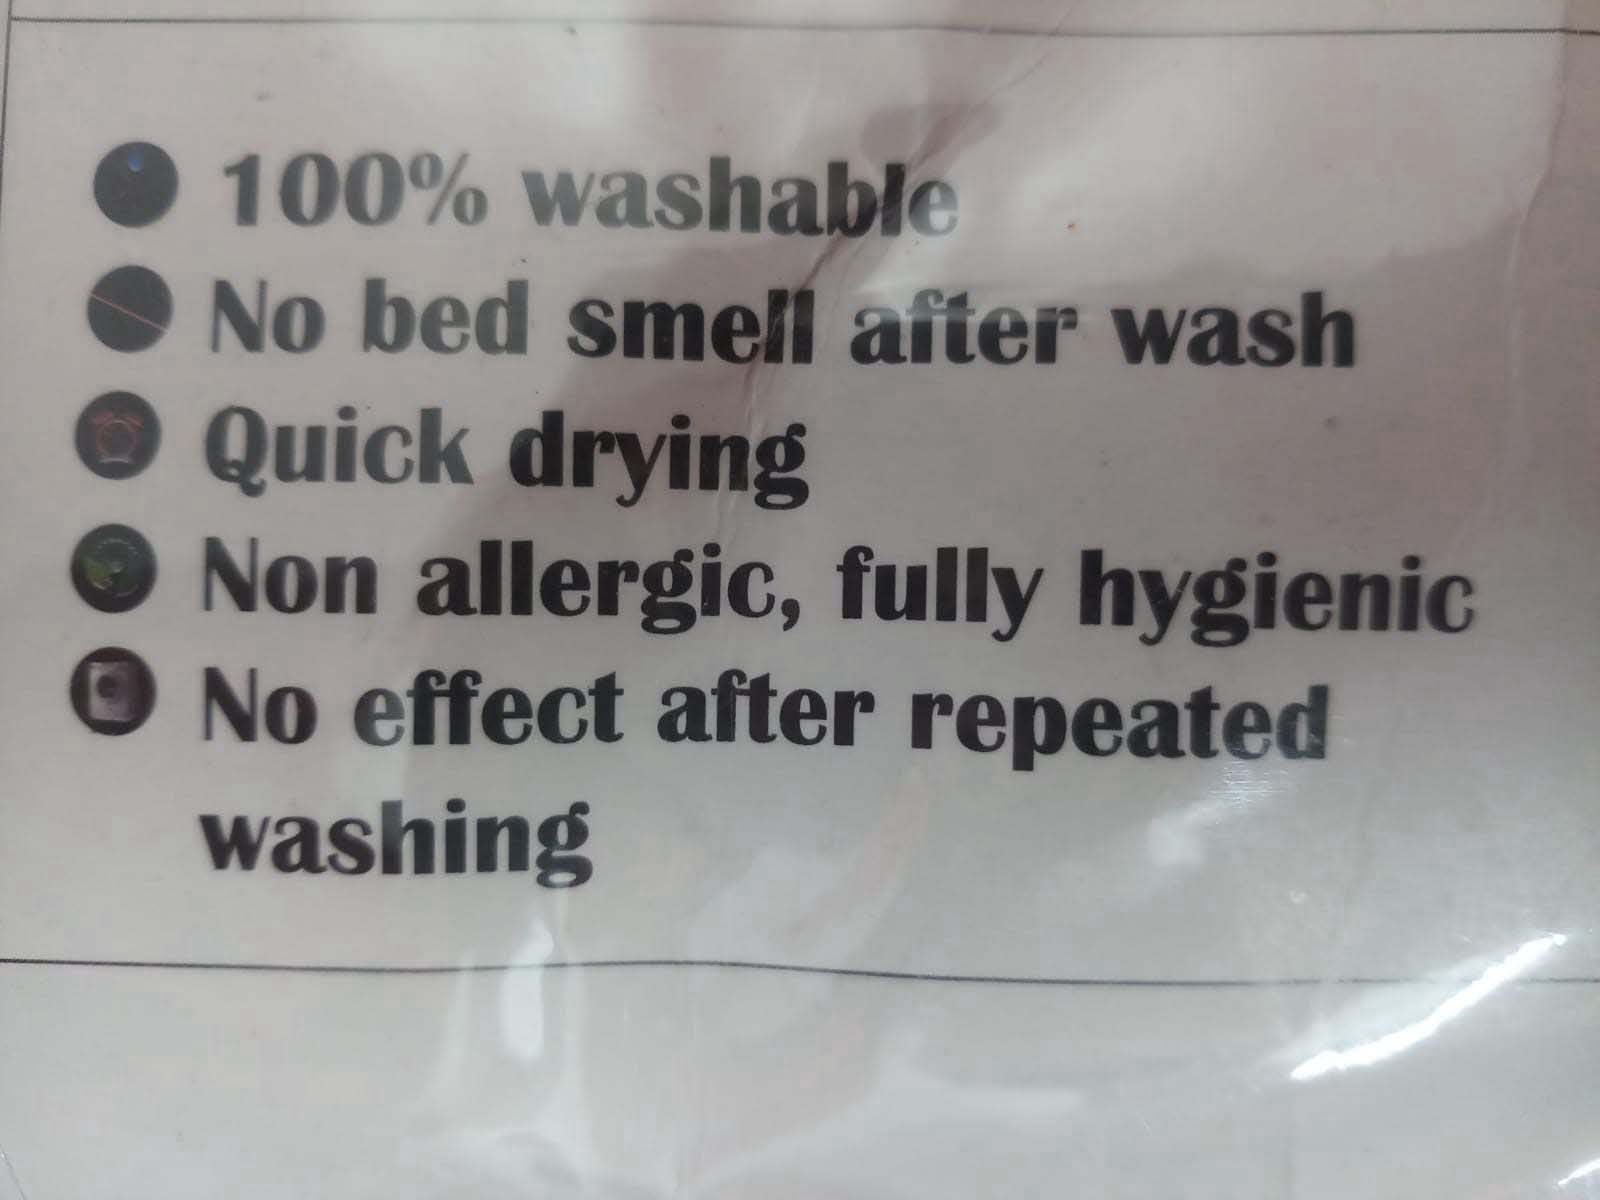 100% washable
No bed smell after wash
Quick drying
Non allergic, fully hygienic
No effect after repeated
washing